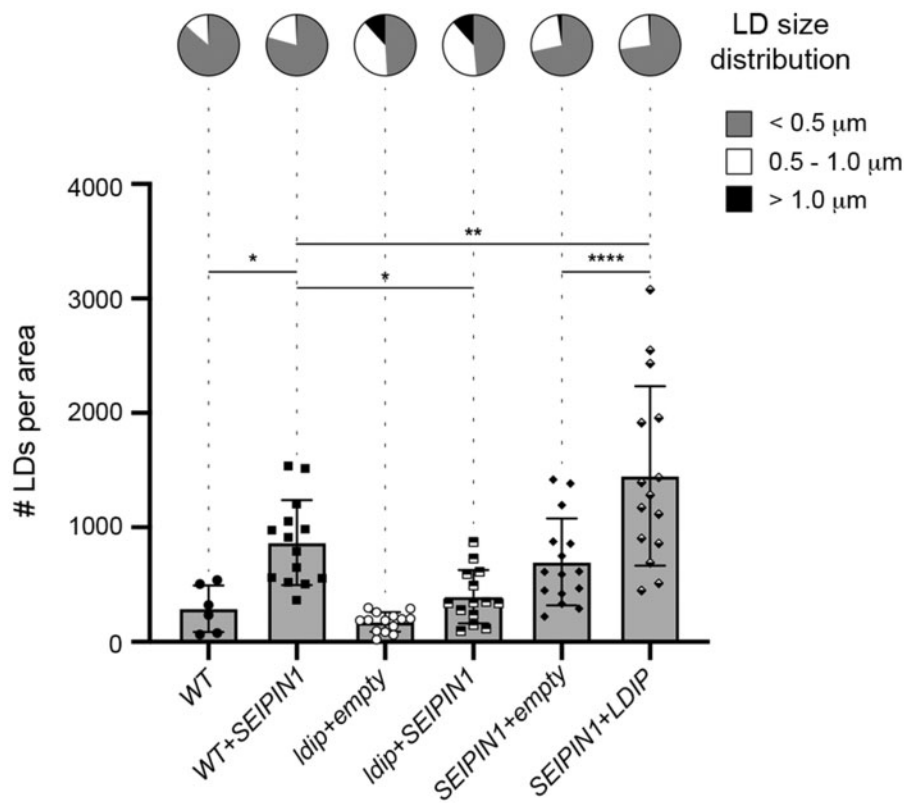 LD size
distribution
< 0.5 μm
0.5 - 1.0 μm
> 1.0 μm
# LDs per area
4000
3000
2000
1000
0
**
*
****
*
WT
WT+SEIPIN1
ldip+empty
ldip+SEIPIN1
SEIPIN1+empty
SEIPIN1+LDIP